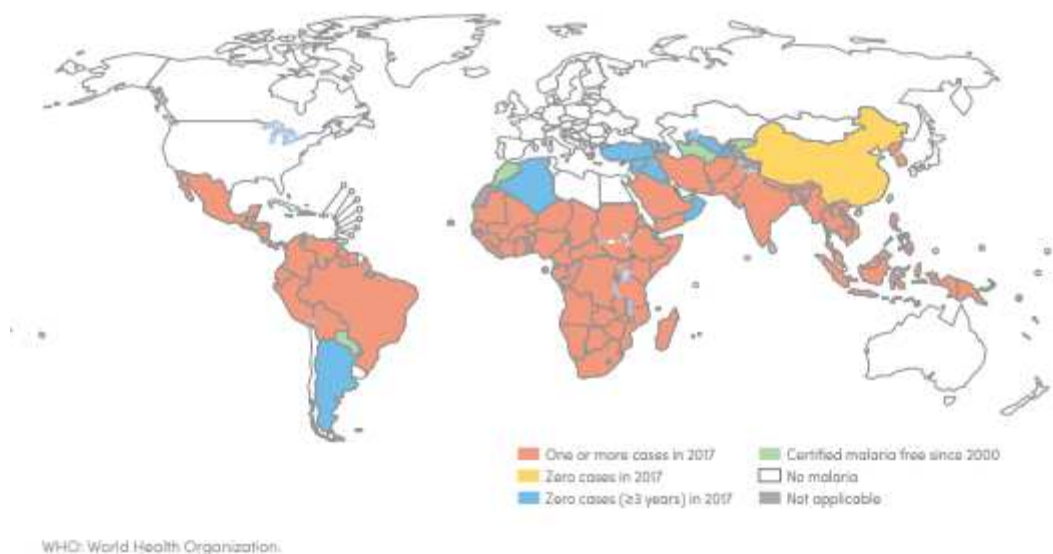 One or more cases in 2017
Zero cases in 2017
Zero cases (≥3 years) in 2017
Certified malaria free since 2000
No malaria
Not applicable
WHO: World Health Organization.